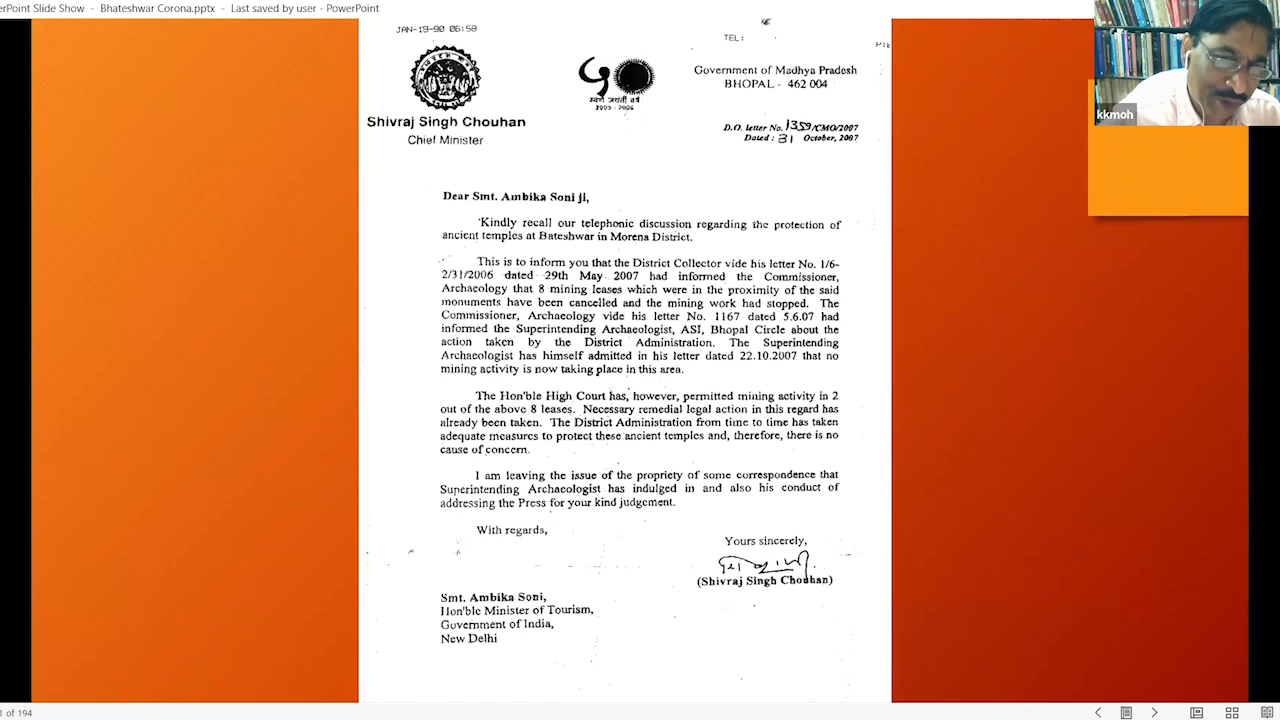 erPoint Slide Show - Bhateshwar Corona.pptx - Last saved by user - PowerPoint
JAN-19-90 06:58
TEL:
Government of Madhya Pradesh
BHOPAL - 462 004
स्वर्ण जयंती वर्ष
2005 - 2006
Shivraj Singh Chouhan
Chief Minister
D.O. letter No. 1359/CMO/2007
Dated : 31 October, 2007
kkmoh
Dear Smt. Ambika Soni ji,
Kindly recall our telephonic discussion regarding the protection of
ancient temples at Bateshwar in Morena District.
This is to inform you that the District Collector vide his letter No. 1/6-
2/31/2006 dated 29th May 2007 had informed the Commissioner,
Archaeology that 8 mining leases which were in the proximity of the said
monuments have been cancelled and the mining work had stopped. The
Commissioner, Archaeology vide his letter No. 1167 dated 5.6.07 had
informed the Superintending Archaeologist, ASI, Bhopal Circle about the
action taken by the District Administration. The Superintending
Archaeologist has himself admitted in his letter dated 22.10.2007 that no
mining activity is now taking place in this area.
The Hon'ble High Court has, however, permitted mining activity in 2
out of the above 8 leases. Necessary remedial legal action in this regard has
already been taken. The District Administration from time to time has taken
adequate measures to protect these ancient temples and, therefore, there is no
cause of concern.
I am leaving the issue of the propriety of some correspondence that
Superintending Archaeologist has indulged in and also his conduct of
addressing the Press for your kind judgement.
With regards,
Yours sincerely,
(Shivraj Singh Chouhan)
Smt. Ambika Soni,
Hon'ble Minister of Tourism,
Government of India,
New Delhi
1 of 194